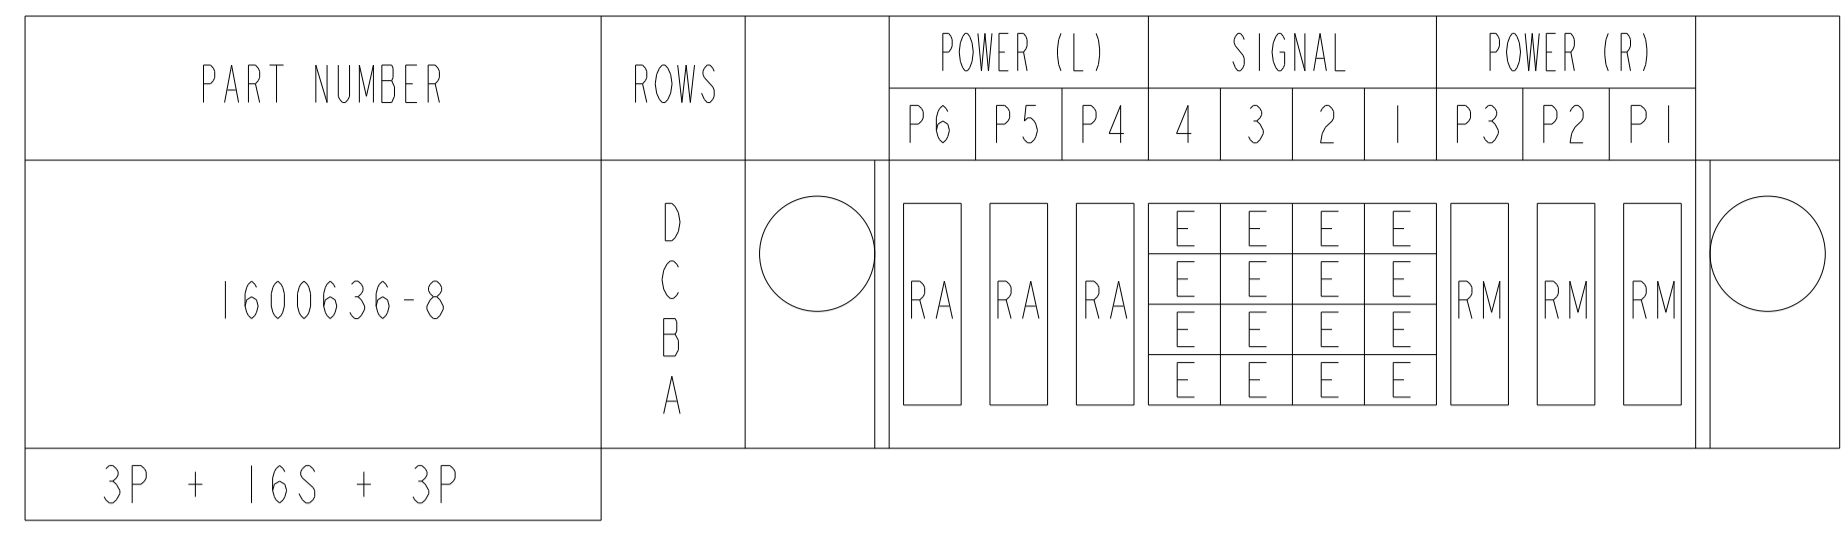 PART NUMBER ROWS POWER (L) SIGNAL POWER (R)
P6 P5 P4 4 3 2 1 P3 P2 P1
1600636-8
D E E E E
C E E E E
RA RA RA RM RM RM
B E E E E
A E E E E
3P + 16S + 3P